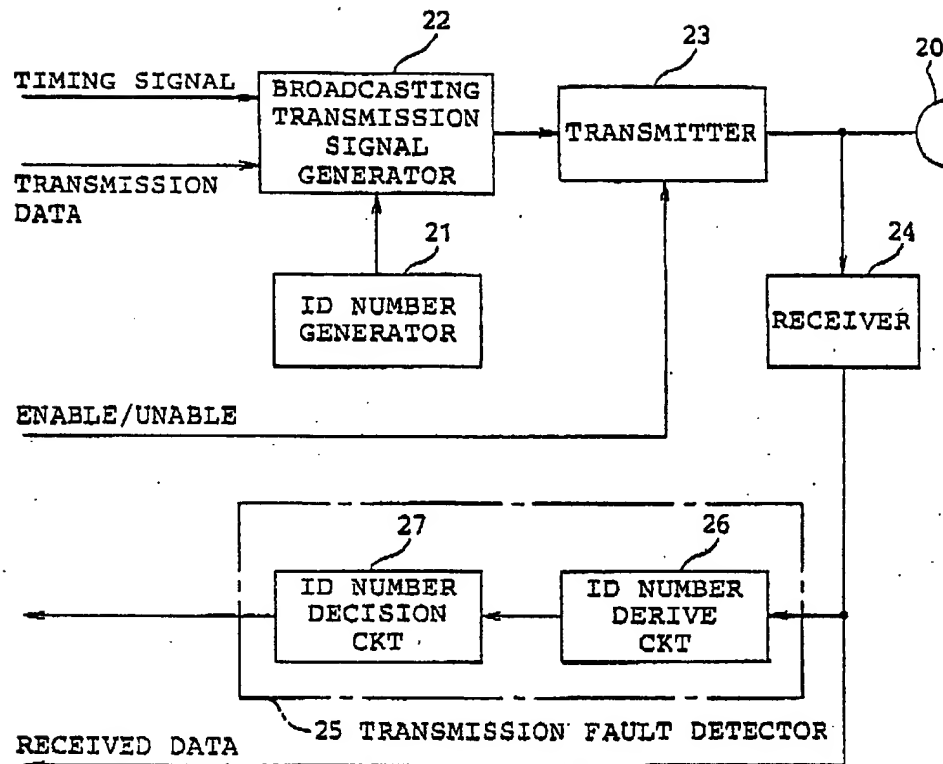 22
23
20
TIMING SIGNAL
BROADCASTING
TRANSMISSION
SIGNAL
GENERATOR
TRANSMITTER
TRANSMISSION
DATA
21
24
ID NUMBER
GENERATOR
RECEIVER
ENABLE/UNABLE
27
26
ID NUMBER
DECISION
CKT
ID NUMBER
DERIVE
CKT
25 TRANSMISSION FAULT DETECTOR
RECEIVED DATA